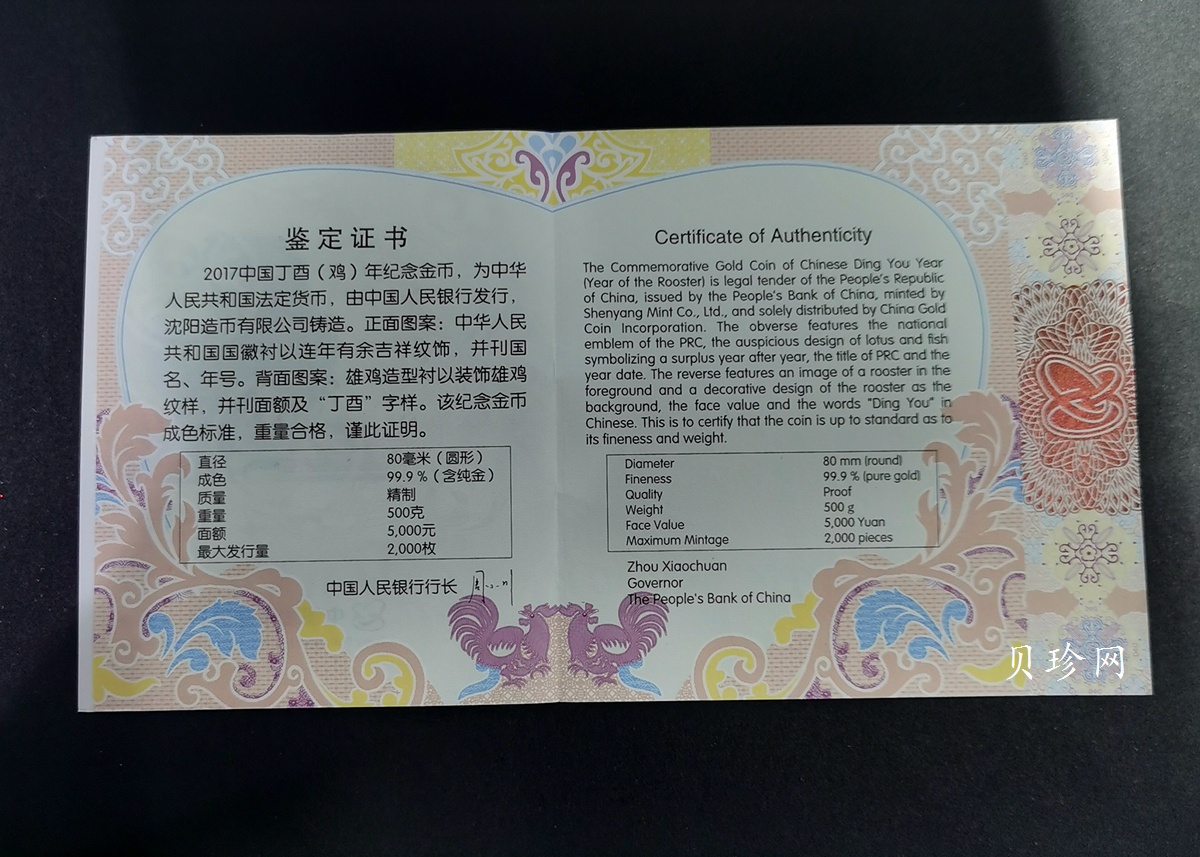 鉴定证书
2017中国丁酉（鸡）年纪念金币，为中华
人民共和国法定货币，由中国人民银行发行，
沈阳造币有限公司铸造。正面图案：中华人民
共和国国徽衬以连年有余吉祥纹饰，并刊国
名、年号。背面图案：雄鸡造型衬以装饰雄鸡
纹样，并刊面额及“丁酉”字样。该纪念金币
成色标准，重量合格，谨此证明。
直径 80毫米（圆形）
成色 99.9 %（含纯金）
质量 精制
重量 500克
面额 5,000元
最大发行量 2,000枚
中国人民银行行长
Certificate of Authenticity
The Commemorative Gold Coin of Chinese Ding You Year
(Year of the Rooster) is legal tender of the People's Republic
of China, issued by the People's Bank of China, minted by
Shenyang Mint Co., Ltd., and solely distributed by China Gold
Coin Incorporation. The obverse features the national
emblem of the PRC, the auspicious design of lotus and fish
symbolizing a surplus year after year, the title of PRC and the
year date. The reverse features an image of a rooster in the
foreground and a decorative design of the rooster as the
background, the face value and the words "Ding You" in
Chinese. This is to certify that the coin is up to standard as to
its fineness and weight.
Diameter 80 mm (round)
Fineness 99.9 % (pure gold)
Quality Proof
Weight 500 g
Face Value 5,000 Yuan
Maximum Mintage 2,000 pieces
Zhou Xiaochuan
Governor
The People's Bank of China
贝珍网